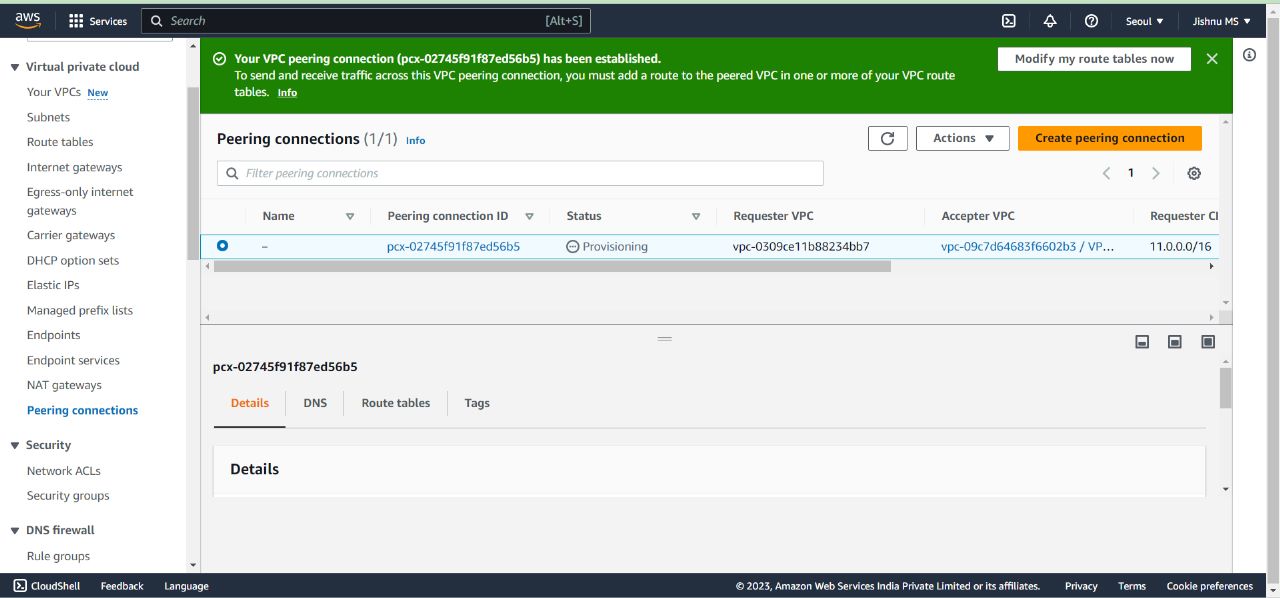 aws
Services
Search
[Alt+S]
Seoul
Jishnu MS
Virtual private cloud
Your VPCs New
Subnets
Route tables
Internet gateways
Egress-only internet
gateways
Carrier gateways
DHCP option sets
Elastic IPs
Managed prefix lists
Endpoints
Endpoint services
NAT gateways
Peering connections
Security
Network ACLs
Security groups
DNS firewall
Rule groups
Your VPC peering connection (pcx-02745f91f87ed56b5) has been established.
To send and receive traffic across this VPC peering connection, you must add a route to the peered VPC in one or more of your VPC route
tables. Info
Modify my route tables now
Peering connections (1/1) Info
Actions
Create peering connection
Filter peering connections
1
Name Peering connection ID Status Requester VPC Accepter VPC Requester CI
– pcx-02745f91f87ed56b5 Provisioning vpc-0309ce11b88234bb7 vpc-09c7d64683f6602b3 / VP... 11.0.0.0/16
pcx-02745f91f87ed56b5
Details DNS Route tables Tags
Details
CloudShell Feedback Language © 2023, Amazon Web Services India Private Limited or its affiliates. Privacy Terms Cookie preferences